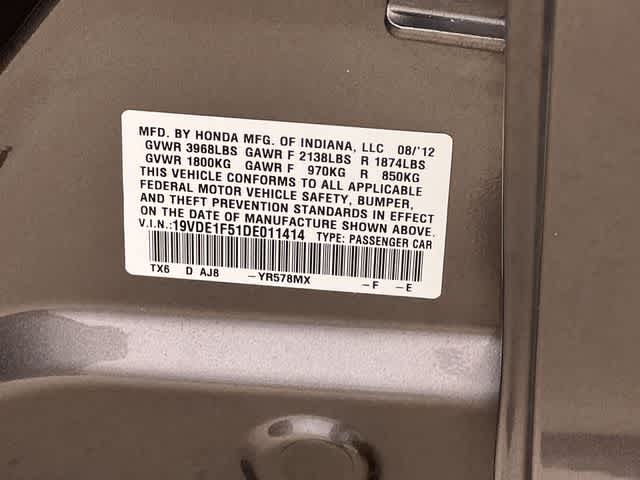 MFD. BY HONDA MFG. OF INDIANA, LLC 08/'12
GVWR 3968LBS GAWR F 2138LBS R 1874LBS
GVWR 1800KG GAWR F 970KG R 850KG
THIS VEHICLE CONFORMS TO ALL APPLICABLE
FEDERAL MOTOR VEHICLE SAFETY, BUMPER,
AND THEFT PREVENTION STANDARDS IN EFFECT
ON THE DATE OF MANUFACTURE SHOWN ABOVE.
V.I.N.:19VDE1F51DE011414 TYPE: PASSENGER CAR
TX6 D AJ8 -YR578MX -F -E